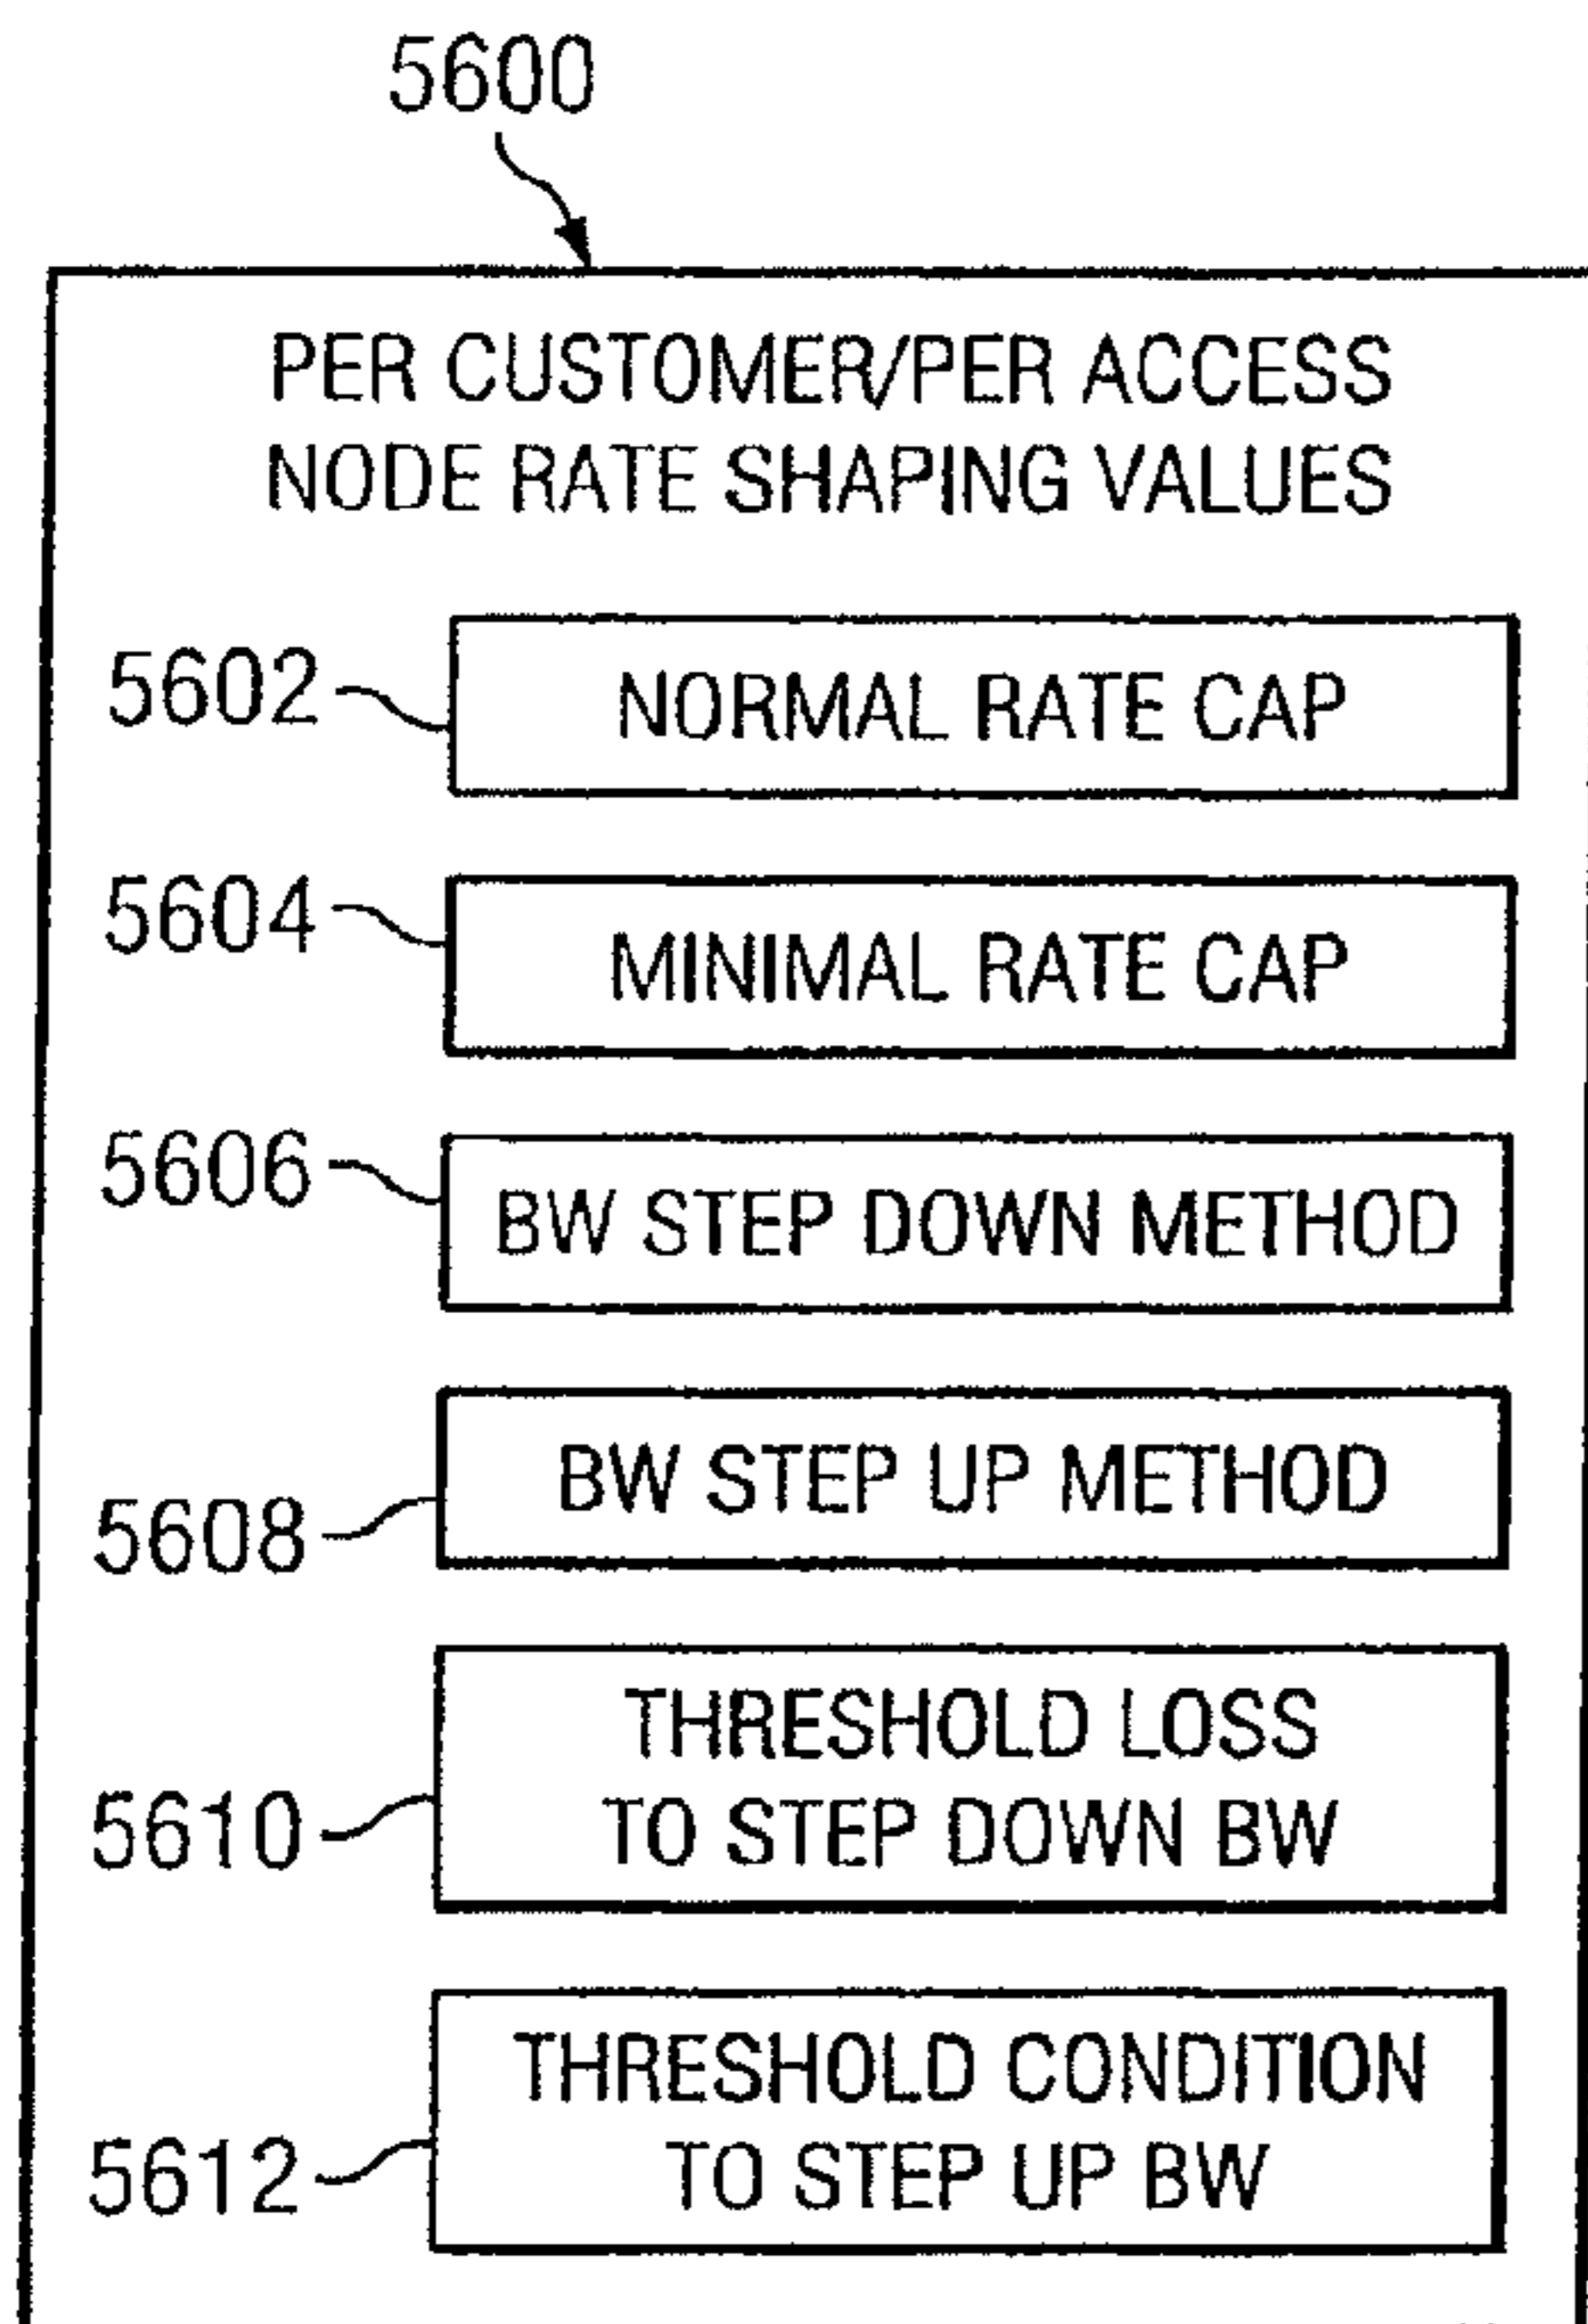 5600
PER CUSTOMER/PER ACCESS
NODE RATE SHAPING VALUES
5602
NORMAL RATE CAP
5604
MINIMAL RATE CAP
5606
BW STEP DOWN METHOD
BW STEP UP METHOD
5608
THRESHOLD LOSS
TO STEP DOWN BW
5610
THRESHOLD CONDITION
TO STEP UP BW
5612